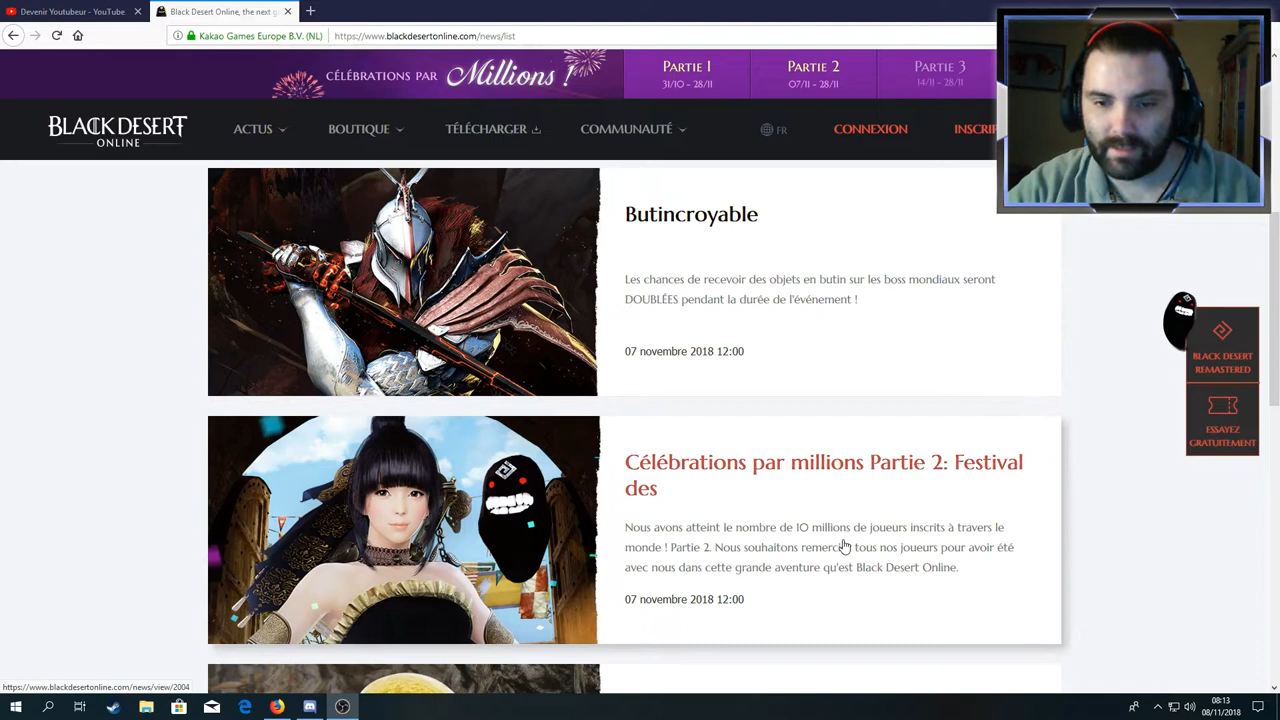 Devenir Youtubeur - YouTube
Black Desert Online, the next g
Kakao Games Europe B.V. (NL)
https://www.blackdesertonline.com/news/list
CÉLÉBRATIONS PAR Millions !
PARTIE 1
31/10 - 28/11
PARTIE 2
07/11 - 28/11
PARTIE 3
14/11 - 28/11
BLACK DESERT
ONLINE
ACTUS
BOUTIQUE
TÉLÉCHARGER
COMMUNAUTÉ
FR
CONNEXION
INSCRIP
Butincroyable
Les chances de recevoir des objets en butin sur les boss mondiaux seront
DOUBLÉES pendant la durée de l'événement !
07 novembre 2018 12:00
BLACK DESERT
REMASTERED
ESSAYEZ
GRATUITEMENT
Célébrations par millions Partie 2: Festival
des
Nous avons atteint le nombre de 10 millions de joueurs inscrits à travers le
monde ! Partie 2. Nous souhaitons remerci tous nos joueurs pour avoir été
avec nous dans cette grande aventure qu'est Black Desert Online.
07 novembre 2018 12:00
https://www.blackdesertonline.com/news/view/2004
08:13
08/11/2018